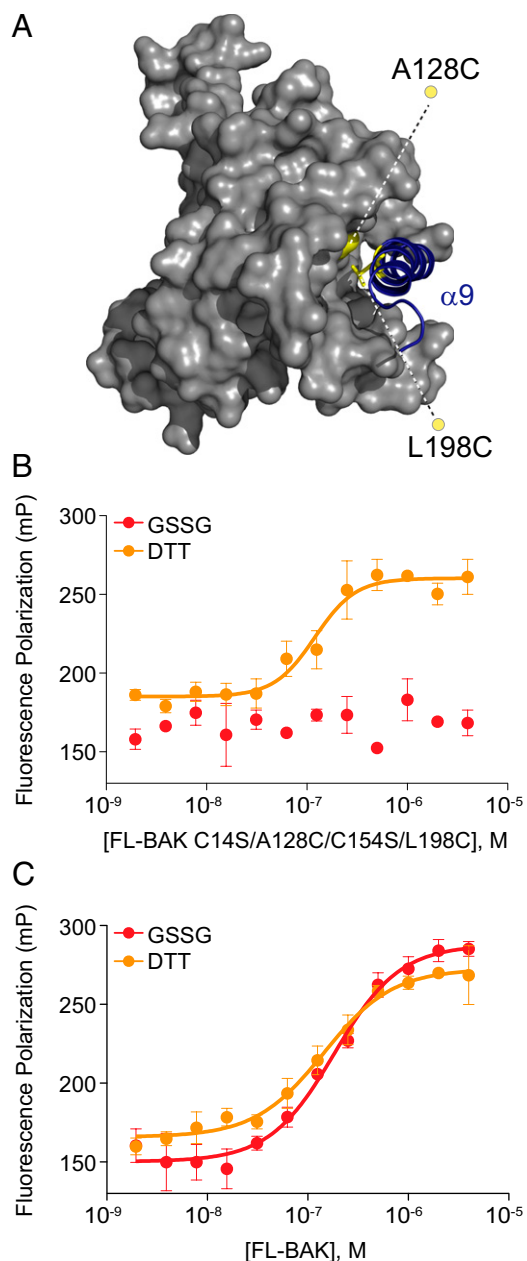 A
A128C
α9
L198C
B
Fluorescence Polarization (mP)
300
250
200
150
GSSG
DTT
10-9 10-8 10-7 10-6 10-5
[FL-BAK C14S/A128C/C154S/L198C], M
C
Fluorescence Polarization (mP)
300
250
200
150
GSSG
DTT
10-9 10-8 10-7 10-6 10-5
[FL-BAK], M